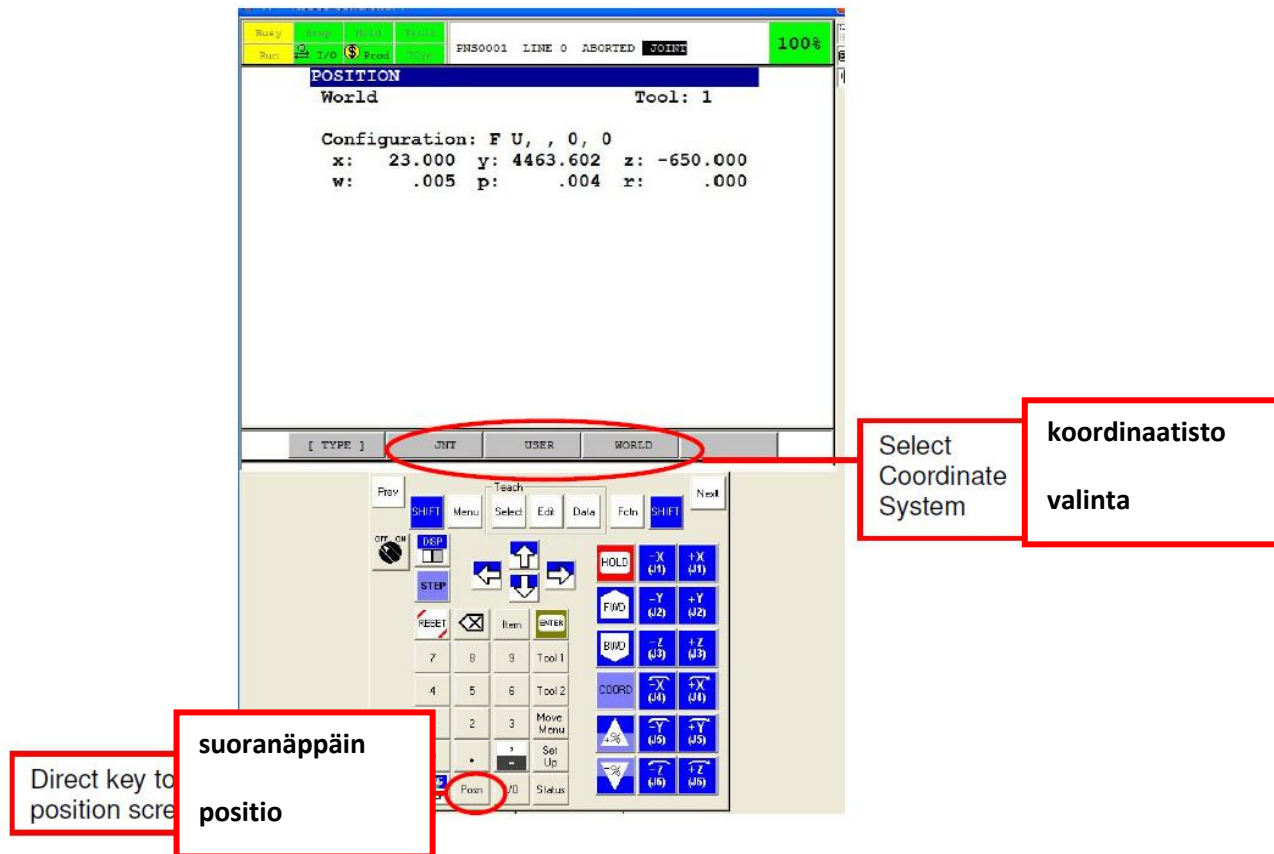 Busy Step Hold Fault
Run I/O Prod TCyc
PNS0001 LINE 0 ABORTED JOINT
100%
POSITION
World Tool: 1
Configuration: F U, , 0, 0
x: 23.000 y: 4463.602 z: -650.000
w: .005 p: .004 r: .000
[ TYPE ] JNT USER WORLD
Select
Coordinate
System
koordinaatisto
valinta
Prev
Teach
Next
SHIFT Menu Select Edit Data Fctn SHIFT
OFF ON
DISP
HOLD -X (J1) +X (J1)
STEP
FWD -Y (J2) +Y (J2)
RESET Item ENTER
BWD -Z (J3) +Z (J3)
7 8 9 Tool 1
COORD -X (J4) +X (J4)
4 5 6 Tool 2
2 3 Move Menu
+% -Y (J5) +Y (J5)
. , - Set Up
-% -Z (J6) +Z (J6)
Posn I/O Status
Direct key to
position scre
suoranäppäin
positio